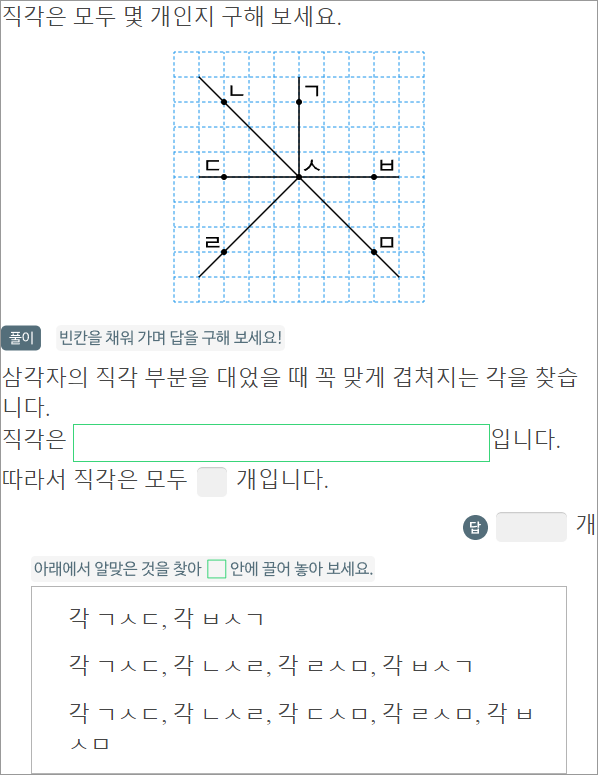 직각은 모두 몇 개인지 구해 보세요.
ㄴ ㄱ
ㄷ ㅅ ㅂ
ㄹ ㅁ
풀이 빈칸을 채워 가며 답을 구해 보세요!
삼각자의 직각 부분을 대었을 때 꼭 맞게 겹쳐지는 각을 찾습
니다.
직각은 입니다.
따라서 직각은 모두 개입니다.
답 개
아래에서 알맞은 것을 찾아 안에 끌어 놓아 보세요.
각 ㄱㅅㄷ, 각 ㅂㅅㄱ
각 ㄱㅅㄷ, 각 ㄴㅅㄹ, 각 ㄹㅅㅁ, 각 ㅂㅅㄱ
각 ㄱㅅㄷ, 각 ㄴㅅㄹ, 각 ㄷㅅㅁ, 각 ㄹㅅㅁ, 각 ㅂ
ㅅㅁ